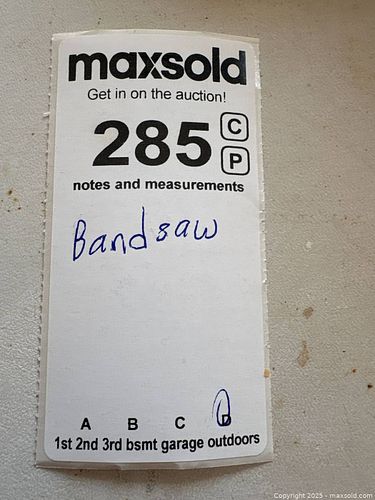 maxsold
Get in on the auction!
285 C
P
notes and measurements
Bandsaw
A B C D
1st 2nd 3rd bsmt garage outdoors
©Sponsors 2025 - maxsold.com